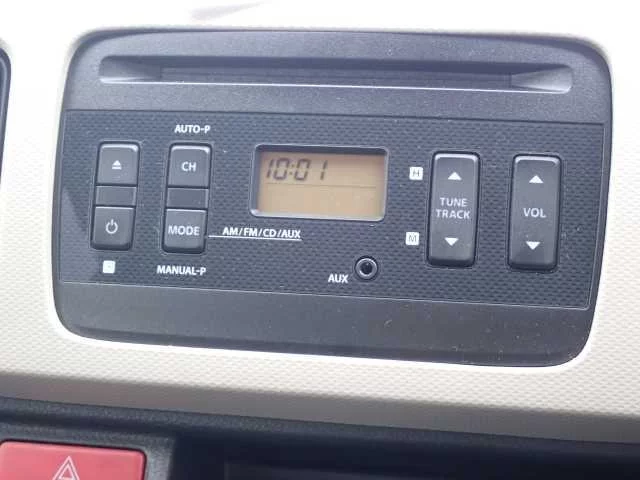 AUTO-P
CH
10:01
H
TUNE
TRACK
VOL
MODE
AM/FM/CD/AUX
M
MANUAL-P
AUX